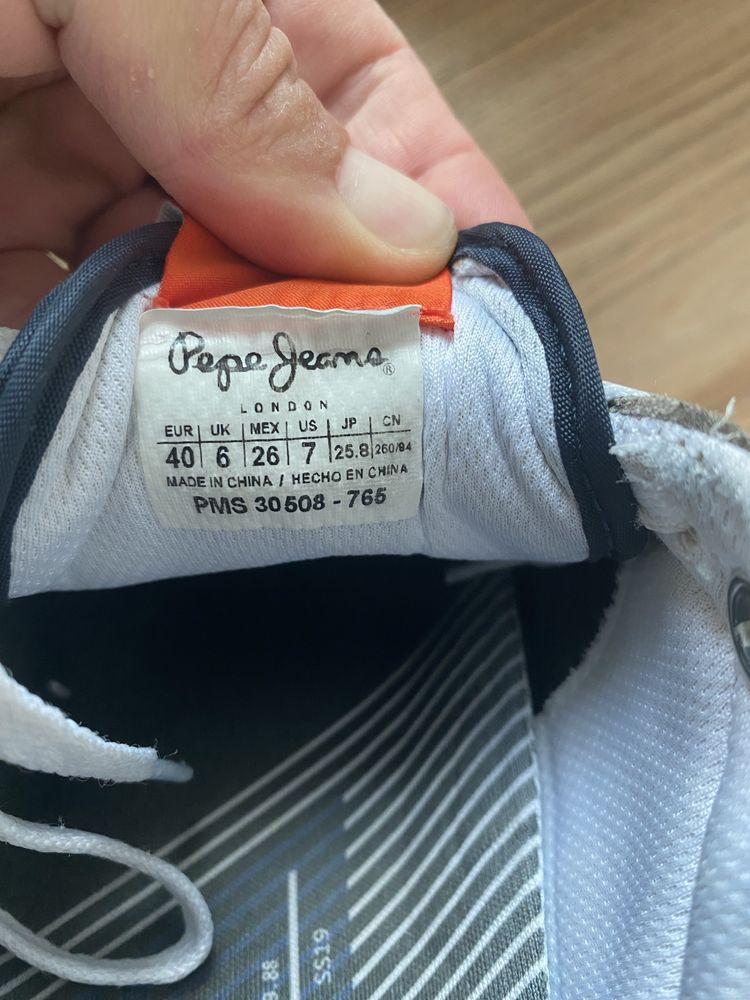 Pepe Jeans®
LONDON
EUR UK MEX US JP CN
40 6 26 7 25.8 260/94
MADE IN CHINA / HECHO EN CHINA
PMS 30508 - 765
SS19